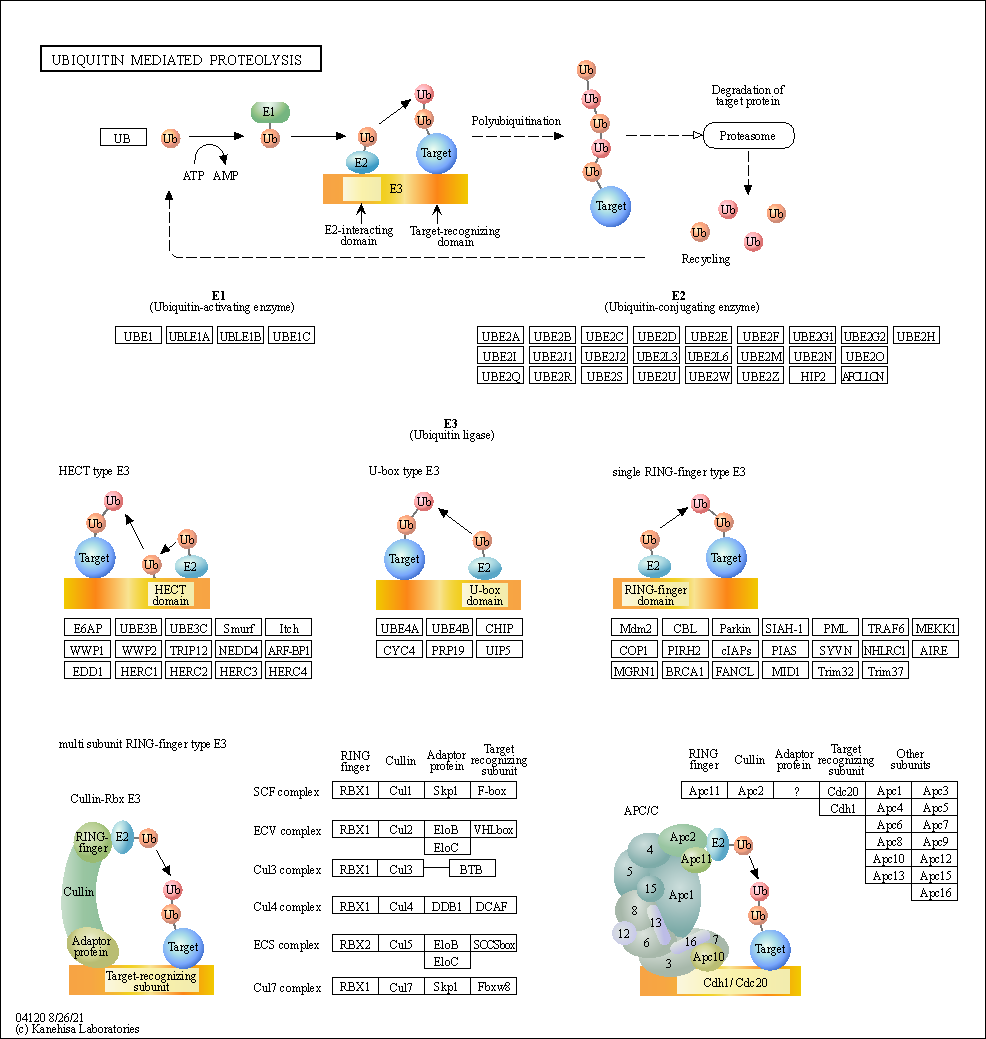 UBIQUITIN MEDIATED PROTEOLYSIS
UB
Ub
ATP
AMP
E1
Ub
Ub
E2
E3
Ub
Ub
Target
E2-interacting
domain
Target-recognizing
domain
Polyubiquitination
Ub
Ub
Ub
Ub
Ub
Target
Degradation of
target protein
Proteasome
Ub
Ub
Ub
Ub
Recycling
E1
(Ubiquitin-activating enzyme)
UBE1 UBLE1A UBLE1B UBE1C
E2
(Ubiquitin-conjugating enzyme)
UBE2A UBE2B UBE2C UBE2D UBE2E UBE2F UBE2G1 UBE2G2 UBE2H
UBE2I UBE2J1 UBE2J2 UBE2L3 UBE2L6 UBE2M UBE2N UBE2O
UBE2Q UBE2R UBE2S UBE2U UBE2W UBE2Z HIP2 AFCLLCN
E3
(Ubiquitin ligase)
HECT type E3
Ub
Ub
Target
Ub
Ub
E2
HECT
domain
E6AP UBE3B UBE3C Smurf Itch
WWP1 WWP2 TRIP12 NEDD4 ARF-BP1
EDD1 HERC1 HERC2 HERC3 HERC4
U-box type E3
Ub
Ub
Target
Ub
E2
U-box
domain
UBE4A UBE4B CHIP
CYC4 PRP19 UIP5
single RING-finger type E3
Ub
E2
Ub
Ub
Target
RING-finger
domain
Mdm2 CBL Parkin SIAH-1 PML TRAF6 MEKK1
COP1 PIRH2 cIAPs PIAS SYVN NHLRC1 AIRE
MGRN1 BRCA1 FANCL MID1 Trim32 Trim37
multi subunit RING-finger type E3
Cullin-Rbx E3
RING-
finger
E2
Ub
Cullin
Ub
Ub
Adaptor
protein
Target
Target-recognizing
subunit
RING
finger
Cullin
Adaptor
protein
Target
recognizing
subunit
SCF complex RBX1 Cul1 Skp1 F-box
ECV complex RBX1 Cul2 EloB VHLbox
EloC
Cul3 complex RBX1 Cul3 BTB
Cul4 complex RBX1 Cul4 DDB1 DCAF
ECS complex RBX2 Cul5 EloB SOCSbox
EloC
Cul7 complex RBX1 Cul7 Skp1 Fbxw8
RING
finger
Cullin
Adaptor
protein
Target
recognizing
subunit
Other
subunits
Apc11 Apc2 ? Cdc20 Apc1 Apc3
Cdh1 Apc4 Apc5
Apc6 Apc7
Apc8 Apc9
Apc10 Apc12
Apc13 Apc15
Apc16
APC/C
Apc2
E2
Ub
4
Apc11
5
15
Apc1
Ub
Ub
8
13
12
6
16
7
3
Apc10
Target
Cdh1/ Cdc20
04120 8/26/21
(c) Kanehisa Laboratories